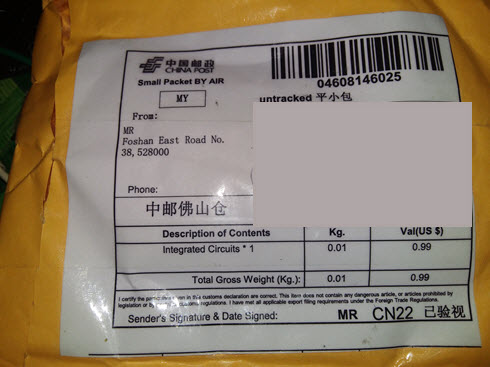 中国邮政
CHINA POST
Small Packet BY AIR
04608146025
MY
untracked 平小包
From:
MR
Foshan East Road No.
38,528000
Phone:
中邮佛山仓
Description of Contents Kg. Val(US $)
Integrated Circuits * 1 0.01 0.99
Total Gross Weight (Kg.): 0.01 0.99
I certify the particulars given in this customs declaration are correct. This item does not contain any dangerous article, or articles prohibited by
legislation or by postal or customs regulations. I have met all applicable export filing requirements under the Foreign Trade Regulations.
Sender's Signature & Date Signed: MR CN22 已验视